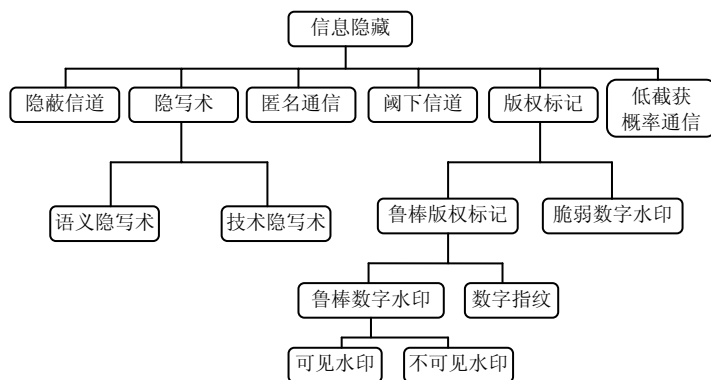 信息隐藏
隐蔽信道
隐写术
匿名通信
阈下信道
版权标记
低截获
概率通信
语义隐写术
技术隐写术
鲁棒版权标记
脆弱数字水印
鲁棒数字水印
数字指纹
可见水印
不可见水印